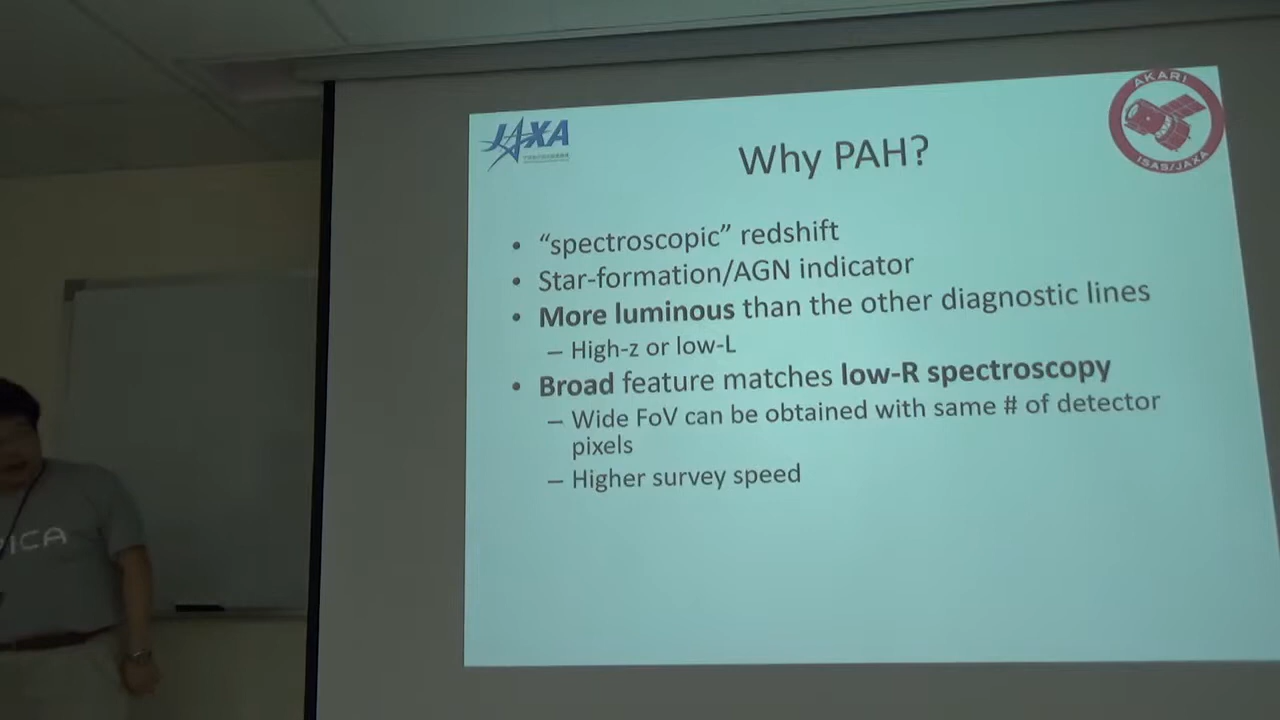 JAXA
AKARI
ISAS/JAXA
Why PAH?
• “spectroscopic” redshift
• Star-formation/AGN indicator
• More luminous than the other diagnostic lines
– High-z or low-L
• Broad feature matches low-R spectroscopy
– Wide FoV can be obtained with same # of detector
pixels
– Higher survey speed
ICA